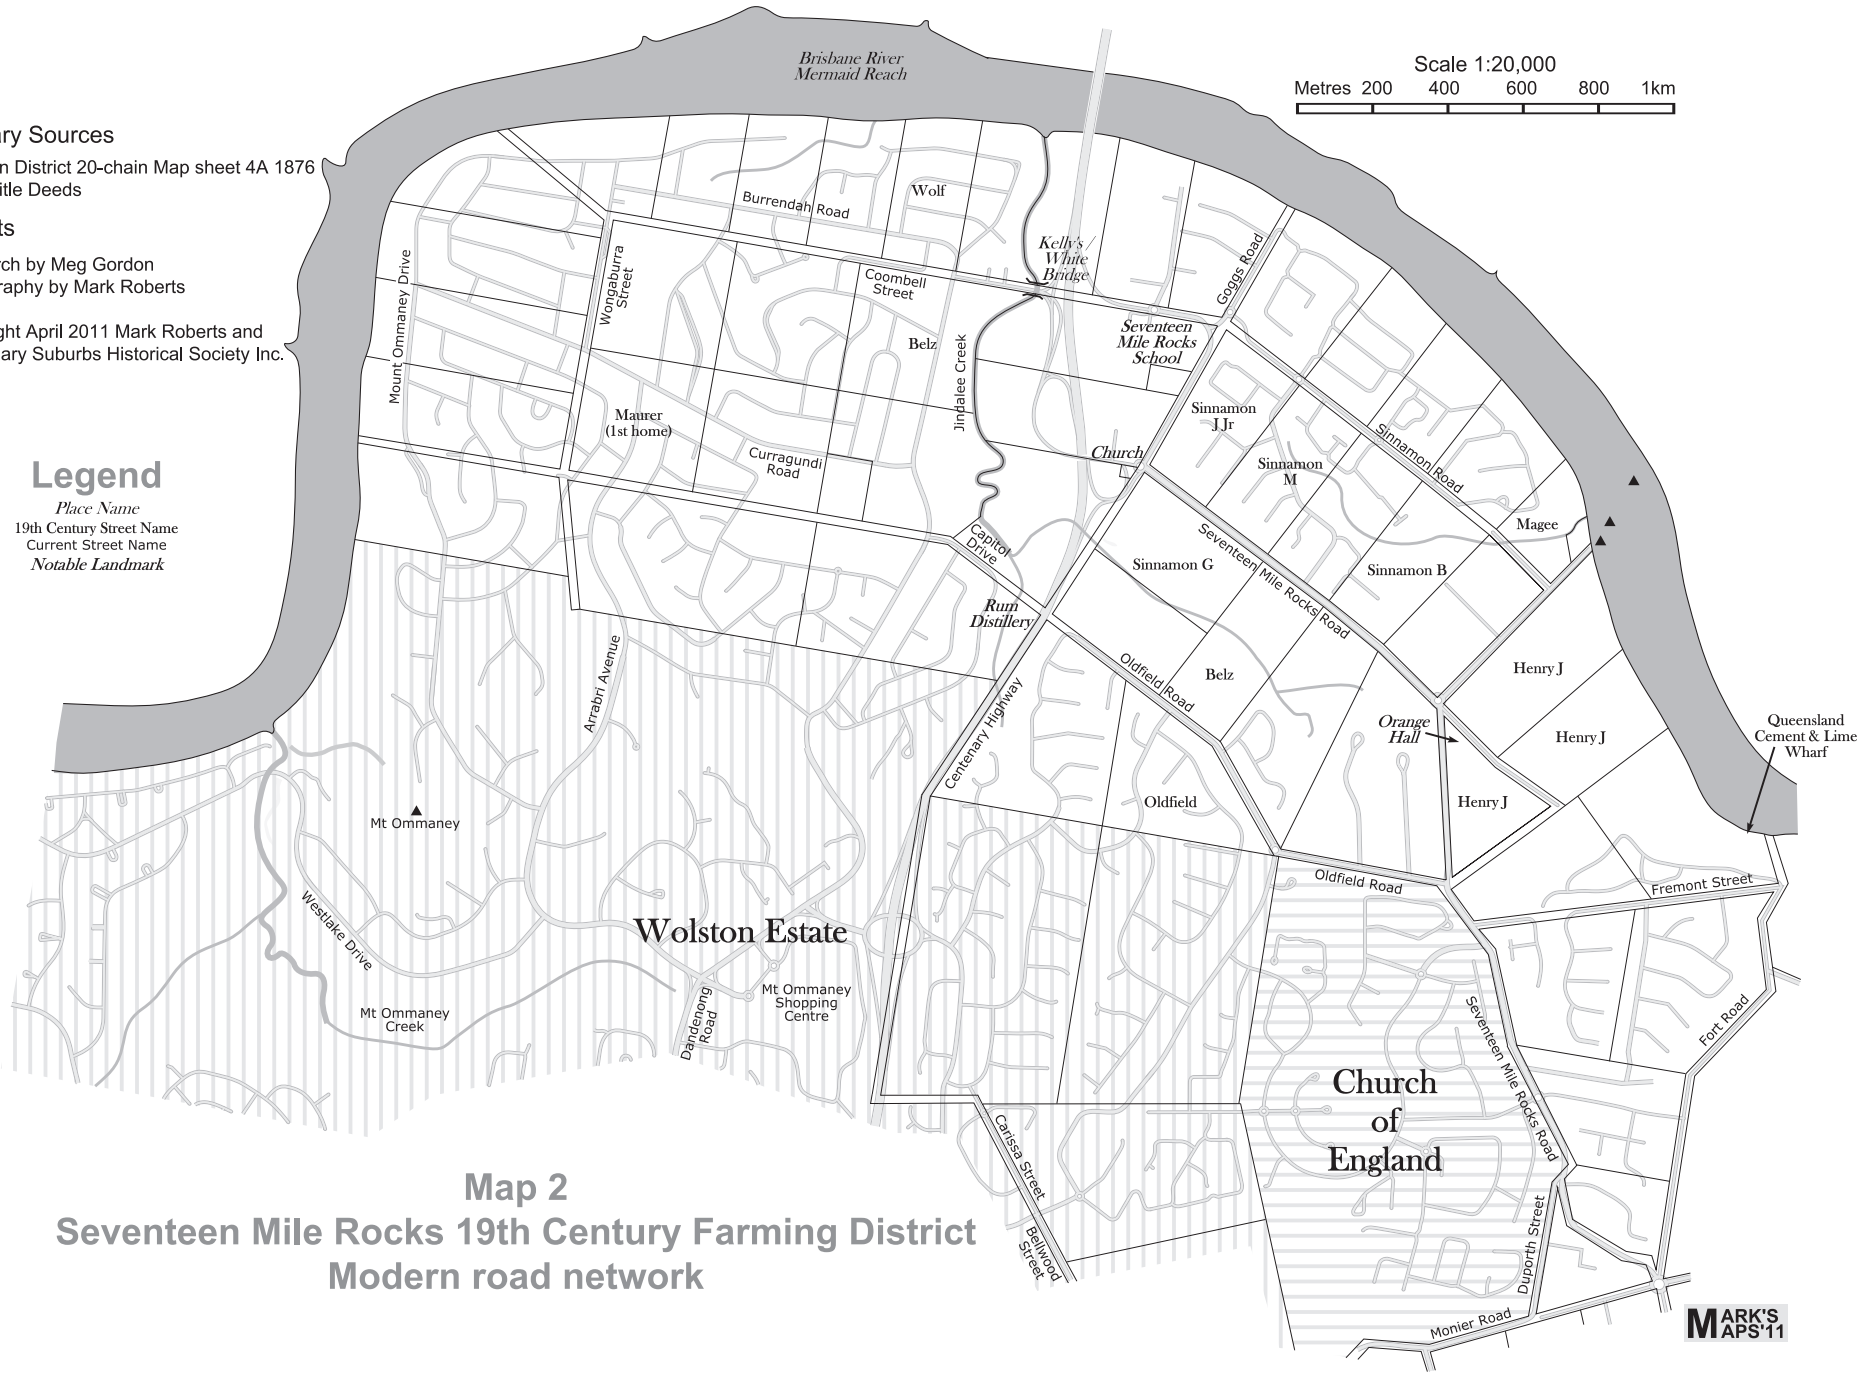 Brisbane River
Mermaid Reach
Scale 1:20,000
Metres 200 400 600 800 1km
ary Sources
n District 20-chain Map sheet 4A 1876
itle Deeds
ts
rch by Meg Gordon
raphy by Mark Roberts
ght April 2011 Mark Roberts and
ary Suburbs Historical Society Inc.
Legend
Place Name
19th Century Street Name
Current Street Name
Notable Landmark
Wolf
Burrendah Road
Kelly's /
White
Bridge
Goggs Road
Mount Ommaney Drive
Wongaburra
Street
Coombell
Street
Belz
Jindalee Creek
Seventeen
Mile Rocks
School
Maurer
(1st home)
Curragundi
Road
Church
Sinnamon
J Jr
Sinnamon
M
Sinnamon Road
Magee
Capitol
Drive
Seventeen Mile Rocks Road
Sinnamon G
Sinnamon B
Rum
Distillery
Arrabri Avenue
Centenary Highway
Oldfield Road
Belz
Henry J
Orange
Hall
Henry J
Queensland
Cement & Lime
Wharf
Oldfield
Henry J
Mt Ommaney
Oldfield Road
Fremont Street
Westlake Drive
Wolston Estate
Mt Ommaney
Shopping
Centre
Mt Ommaney
Creek
Dandenong
Road
Seventeen Mile Rocks Road
Fort Road
Church
of
England
Carissa Street
Bellwood
Street
Duporth Street
Monier Road
Map 2
Seventeen Mile Rocks 19th Century Farming District
Modern road network
MARK'S
MAPS'11